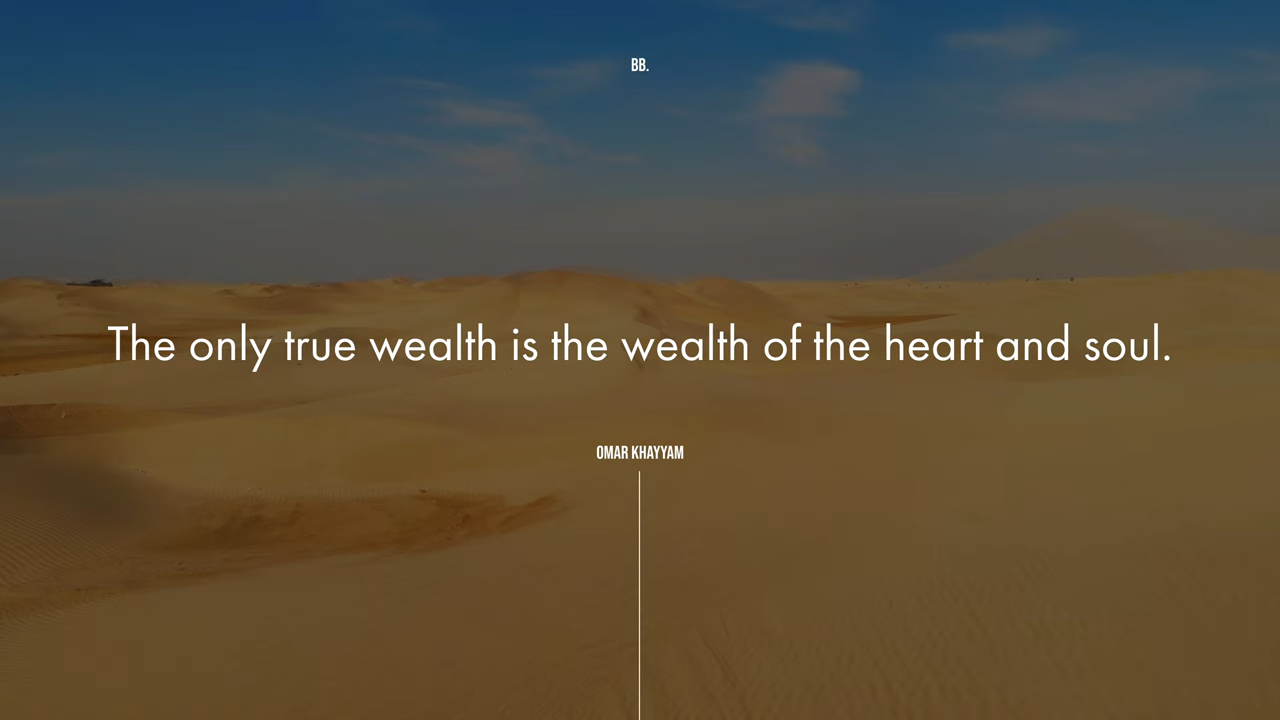 BB.
The only true wealth is the wealth of the heart and soul.
OMAR KHAYYAM